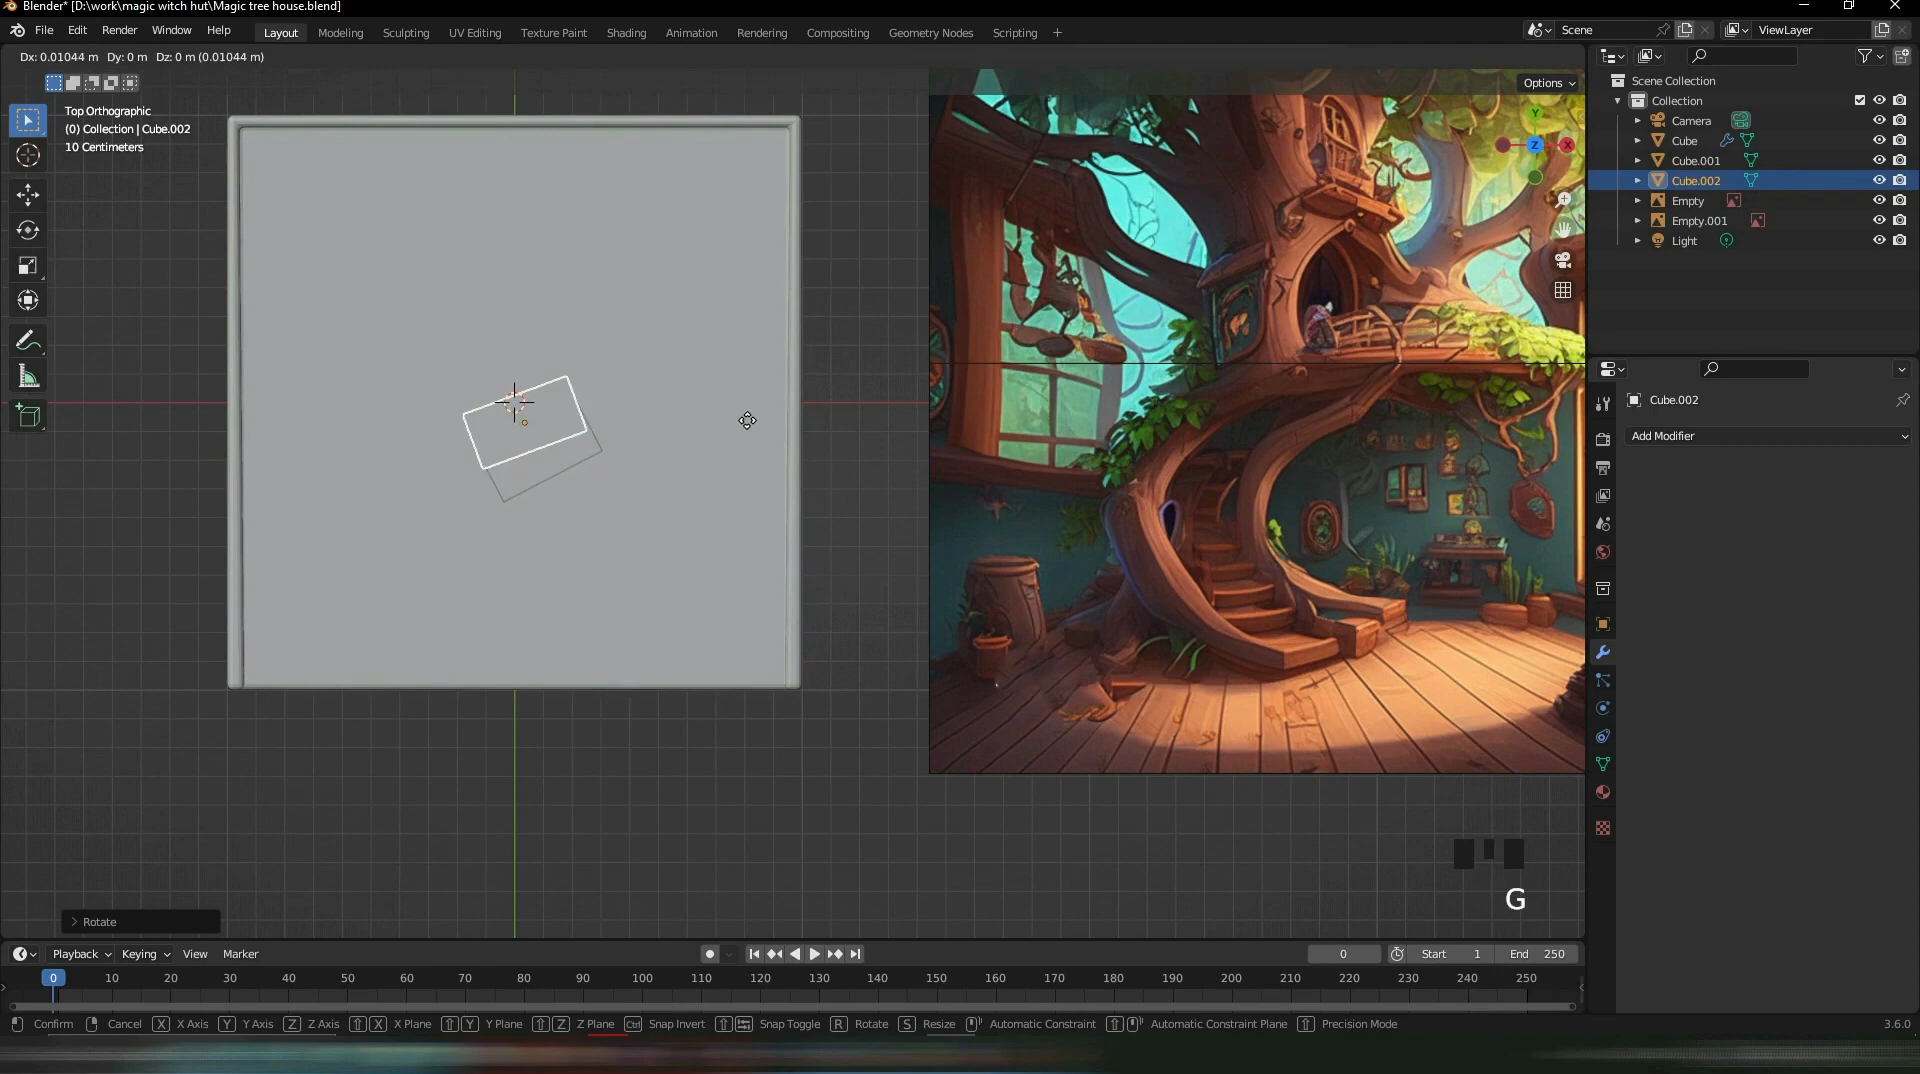 Blender* [D:\work\magic witch hut\Magic tree house.blend]
File Edit Render Window Help Layout Modeling Sculpting UV Editing Texture Paint Shading Animation Rendering Compositing Geometry Nodes Scripting + Scene ViewLayer
Dx: 0.01044 m Dy: 0 m Dz: 0 m (0.01044 m)
Options
Top Orthographic
(0) Collection | Cube.002
10 Centimeters
Y
Z
X
Scene Collection
Collection
Camera
Cube
Cube.001
Cube.002
Empty
Empty.001
Light
Cube.002
Add Modifier
G
Rotate
Playback Keying View Marker 0 Start 1 End 250
0 10 20 30 40 50 60 70 80 90 100 110 120 130 140 150 160 170 180 190 200 210 220 230 240 250
Confirm Cancel X X Axis Y Y Axis Z Z Axis X X Plane Y Y Plane Z Z Plane Ctrl Snap Invert Snap Toggle R Rotate S Resize Automatic Constraint Automatic Constraint Plane Precision Mode 3.6.0